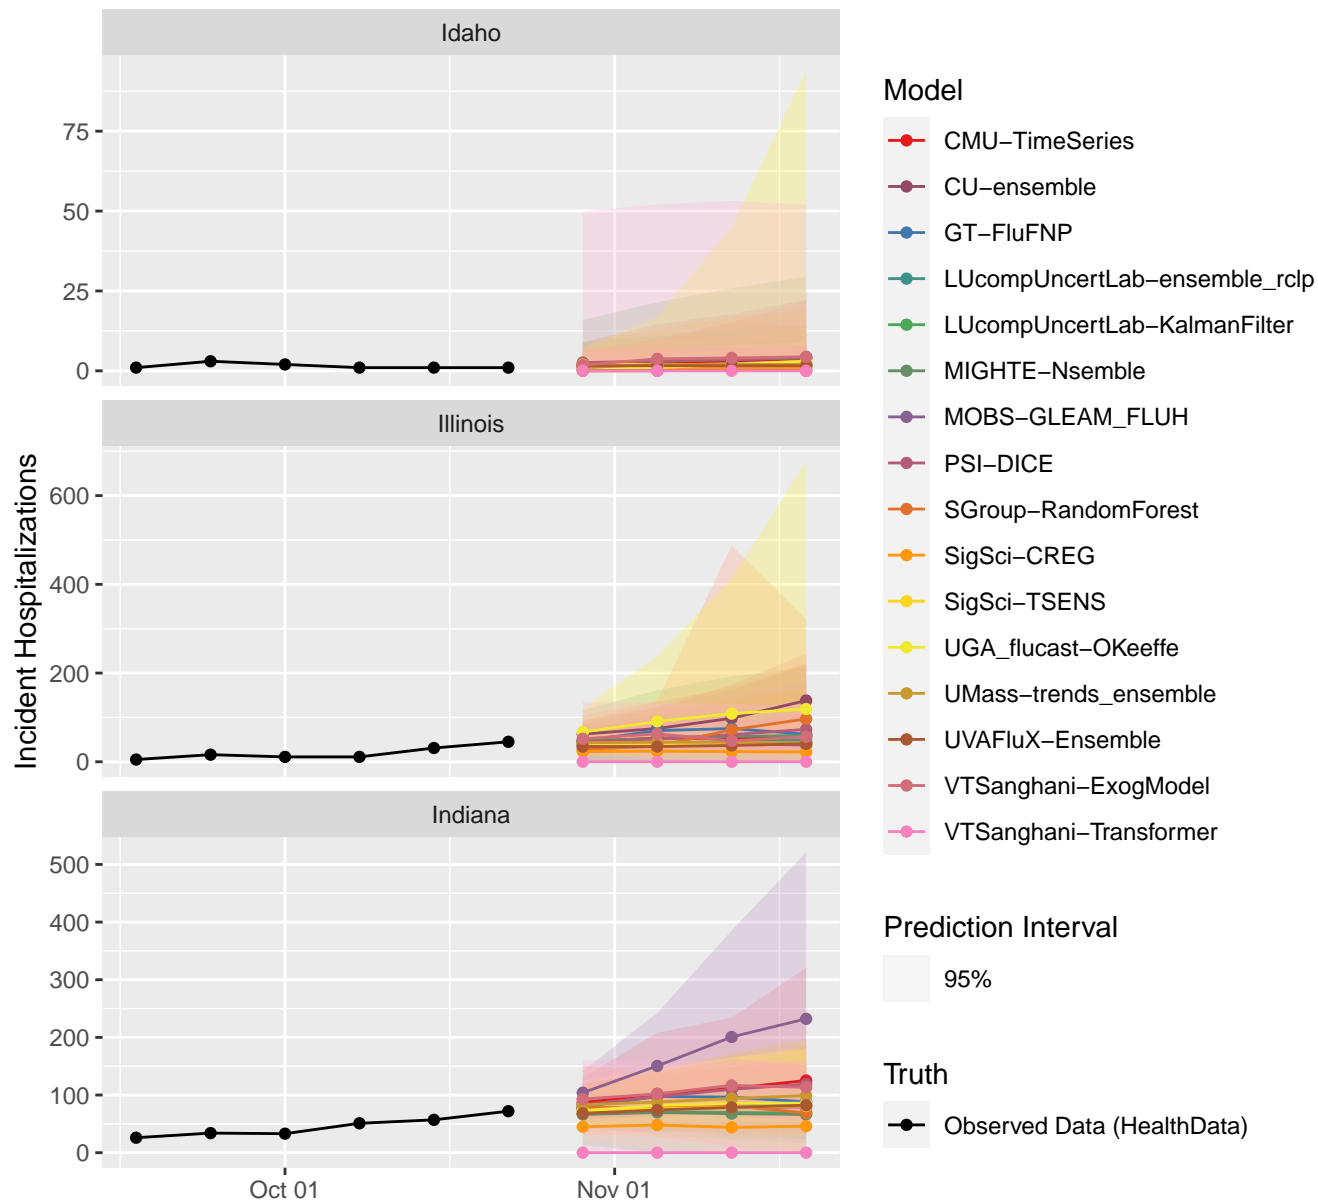 Idaho
75
50
25
0
Illinois
600
400
200
0
Indiana
500
400
300
200
100
0
Oct 01
Nov 01
Incident Hospitalizations
Model
CMU−TimeSeries
CU−ensemble
GT−FluFNP
LUcompUncertLab−ensemble_rclp
LUcompUncertLab−KalmanFilter
MIGHTE−Nsemble
MOBS−GLEAM_FLUH
PSI−DICE
SGroup−RandomForest
SigSci−CREG
SigSci−TSENS
UGA_flucast−OKeeffe
UMass−trends_ensemble
UVAFluX−Ensemble
VTSanghani−ExogModel
VTSanghani−Transformer
Prediction Interval
95%
Truth
Observed Data (HealthData)